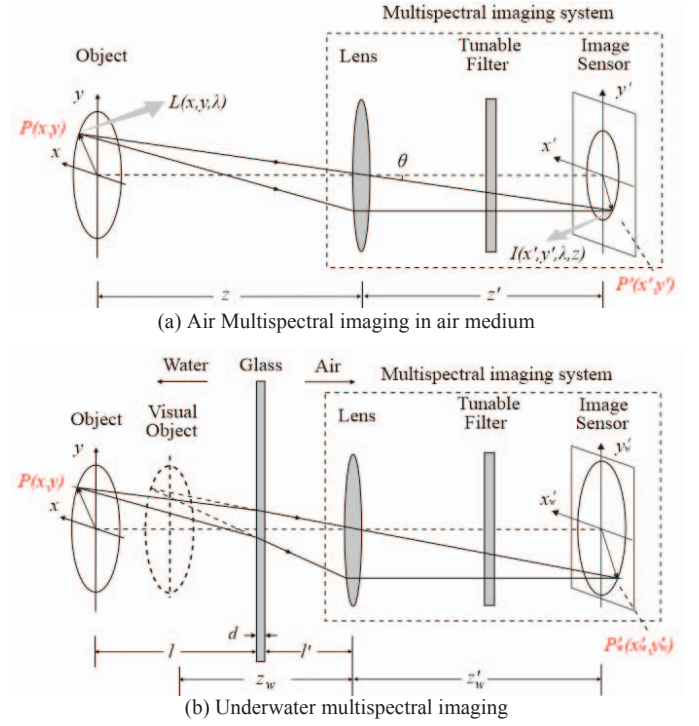 Multispectral imaging system
Object
Lens
Tunable
Filter
Image
Sensor
y
L(x,y,λ)
y'
P(x,y)
x
θ
x'
I(x',y',λ,z)
z
z'
P'(x',y')
(a) Air Multispectral imaging in air medium
Water
Glass
Air
Multispectral imaging system
Object
Visual
Object
Lens
Tunable
Filter
Image
Sensor
y
y'w
P(x,y)
x
x'w
d
l
l'
P'w(x'w,y'w)
zw
z'w
(b) Underwater multispectral imaging